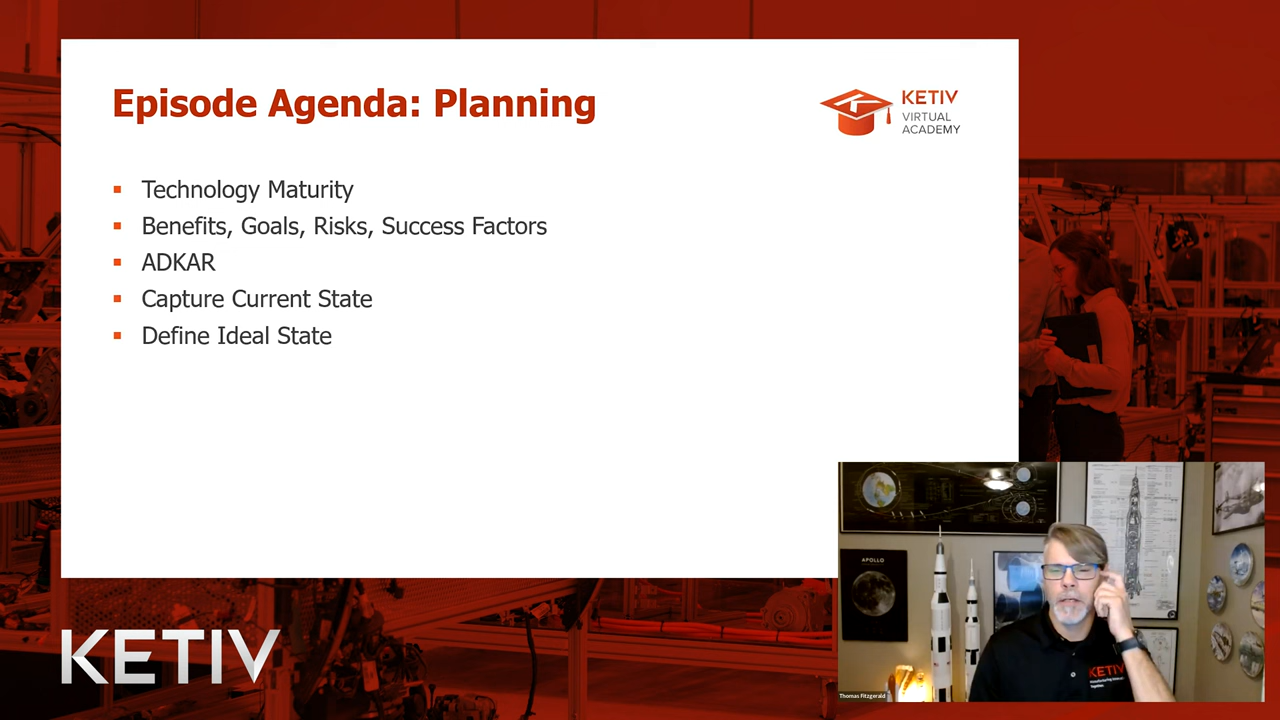 Episode Agenda: Planning
KETIV
VIRTUAL
ACADEMY
Technology Maturity
Benefits, Goals, Risks, Success Factors
ADKAR
Capture Current State
Define Ideal State
APOLLO
KETIV
Thomas Fitzgerald
KETIV